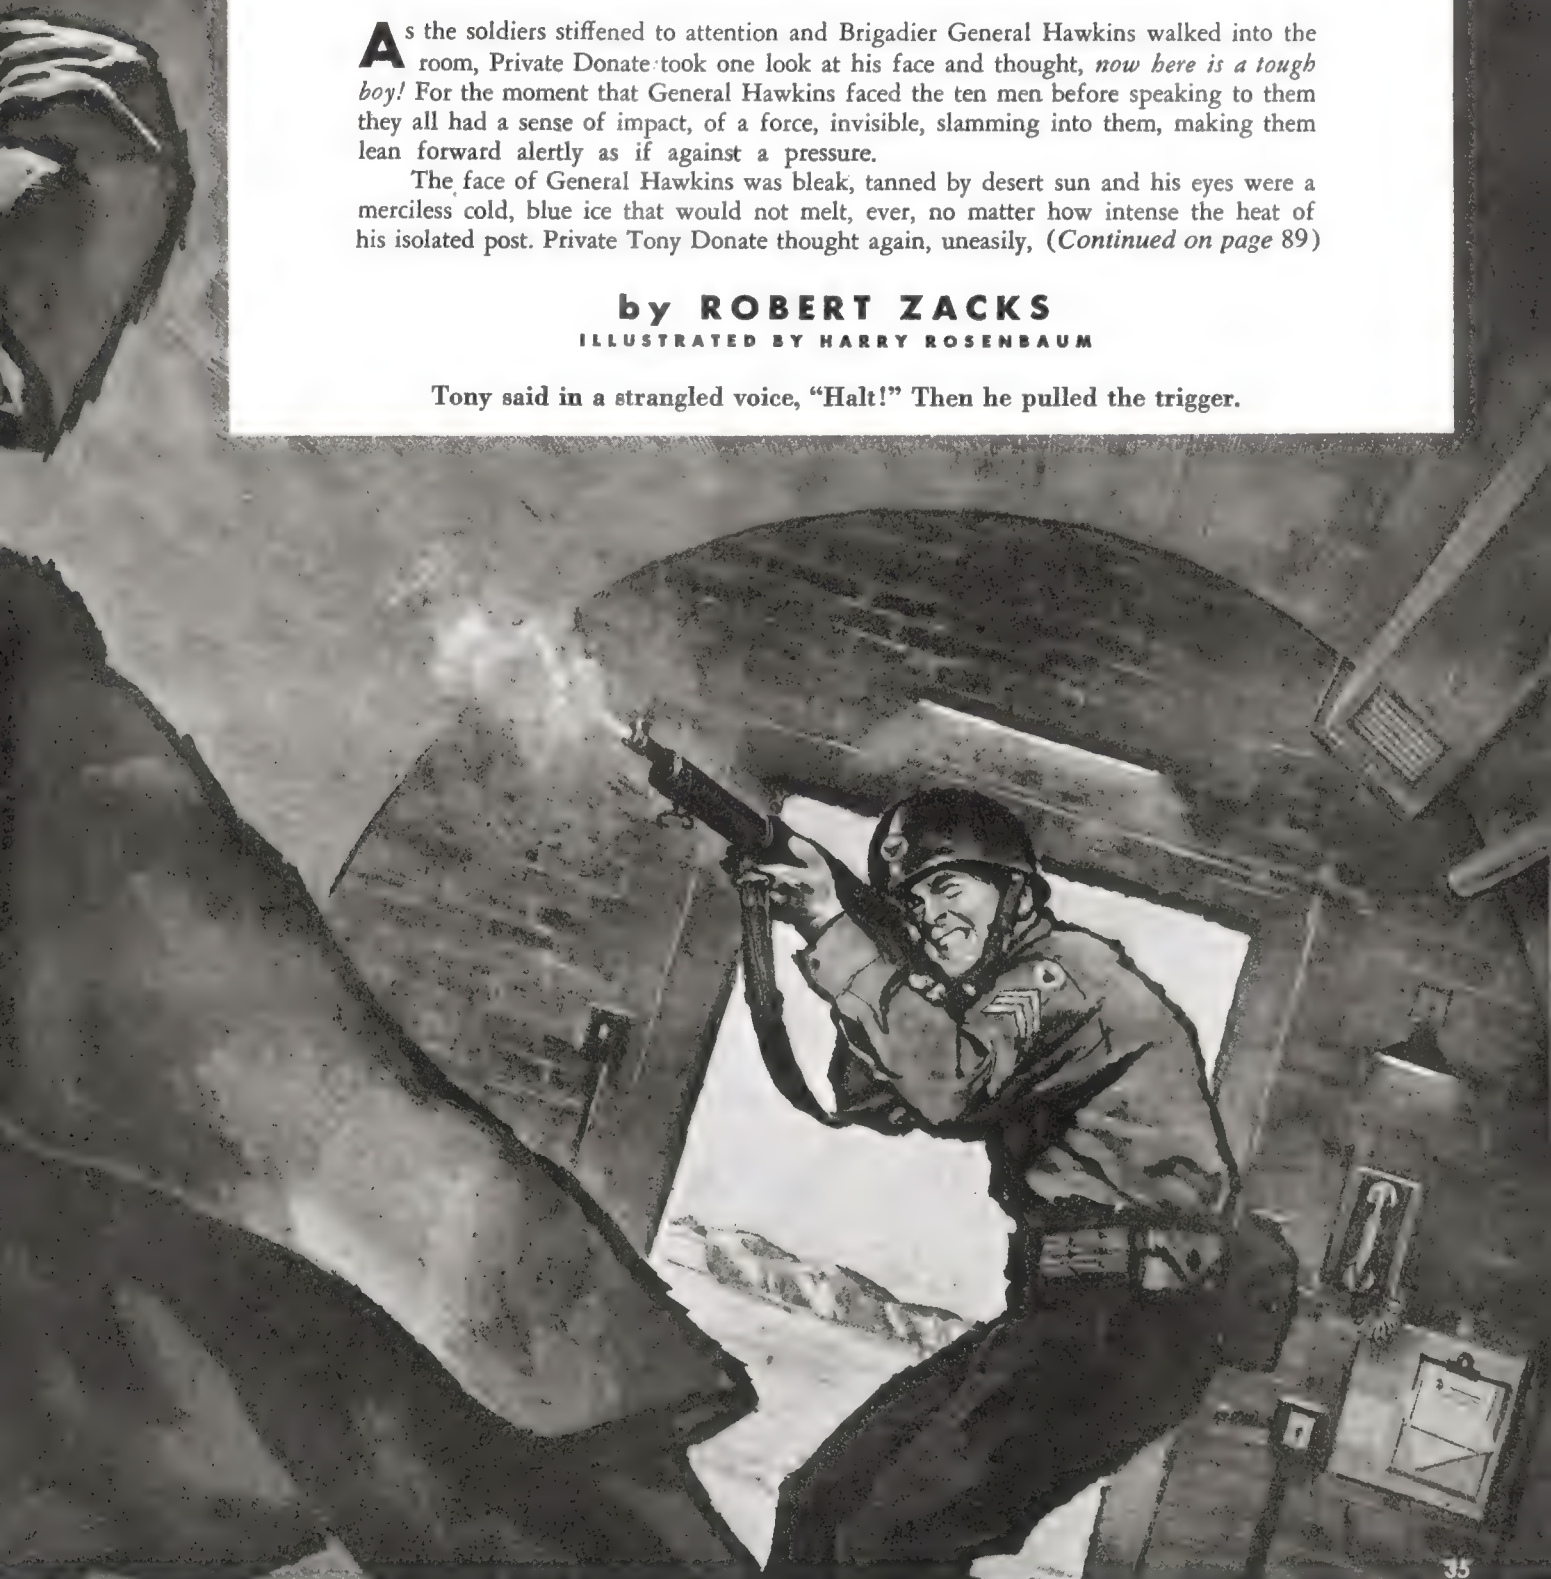 As the soldiers stiffened to attention and Brigadier General Hawkins walked into the
room, Private Donate took one look at his face and thought, now here is a tough
boy! For the moment that General Hawkins faced the ten men before speaking to them
they all had a sense of impact, of a force, invisible, slamming into them, making them
lean forward alertly as if against a pressure.
The face of General Hawkins was bleak, tanned by desert sun and his eyes were a
merciless cold, blue ice that would not melt, ever, no matter how intense the heat of
his isolated post. Private Tony Donate thought again, uneasily, (Continued on page 89)
by ROBERT ZACKS
ILLUSTRATED BY HARRY ROSENBAUM
Tony said in a strangled voice, “Halt!” Then he pulled the trigger.
35